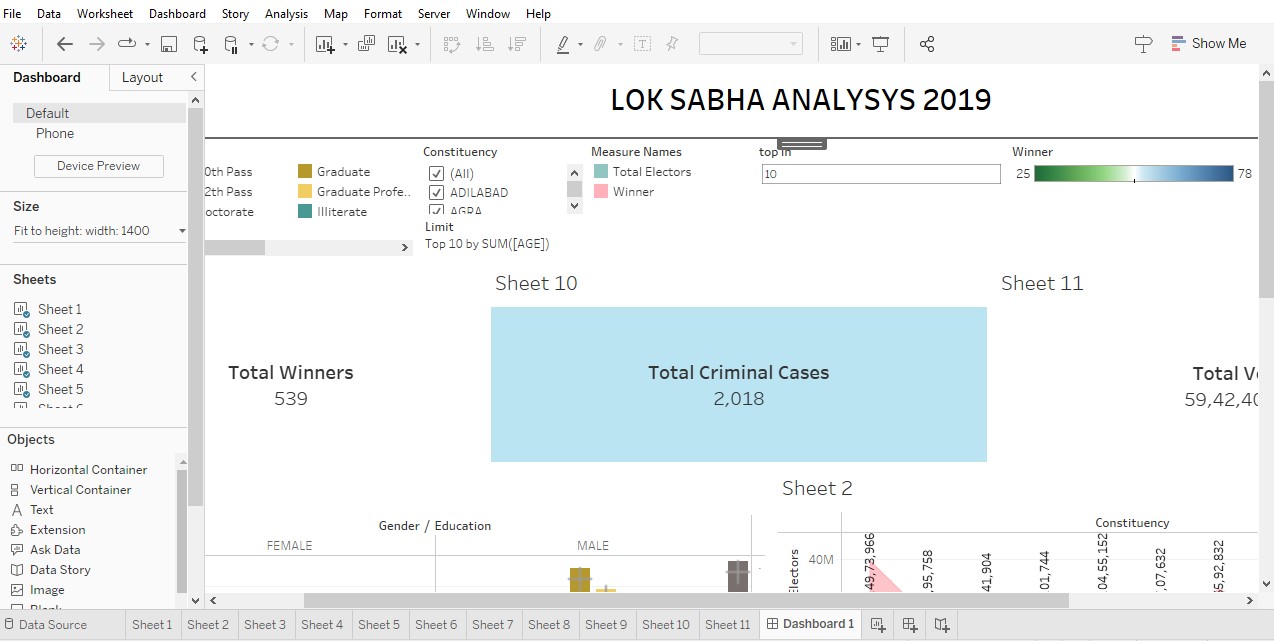 File Data Worksheet Dashboard Story Analysis Map Format Server Window Help
Show Me
Dashboard Layout
Default
Phone
Device Preview
Size
Fit to height: width: 1400
Sheets
Sheet 1
Sheet 2
Sheet 3
Sheet 4
Sheet 5
Objects
Horizontal Container
Vertical Container
Text
Extension
Ask Data
Data Story
Image
LOK SABHA ANALYSYS 2019
0th Pass Graduate
2th Pass Graduate Profe..
octorate Illiterate
Constituency
(All)
ADILABAD
AGRA
Limit
Top 10 by SUM([AGE])
Measure Names
Total Electors
Winner
top in
10
Winner
25 78
Sheet 10 Sheet 11
Total Winners
539
Total Criminal Cases
2,018
Total V
59,42,40
Sheet 2
Gender / Education
FEMALE MALE
Constituency
Electors
40M
49,73,966
,95,758
41,904
01,744
04,55,152
,07,632
65,92,832
Data Source Sheet 1 Sheet 2 Sheet 3 Sheet 4 Sheet 5 Sheet 6 Sheet 7 Sheet 8 Sheet 9 Sheet 10 Sheet 11 Dashboard 1